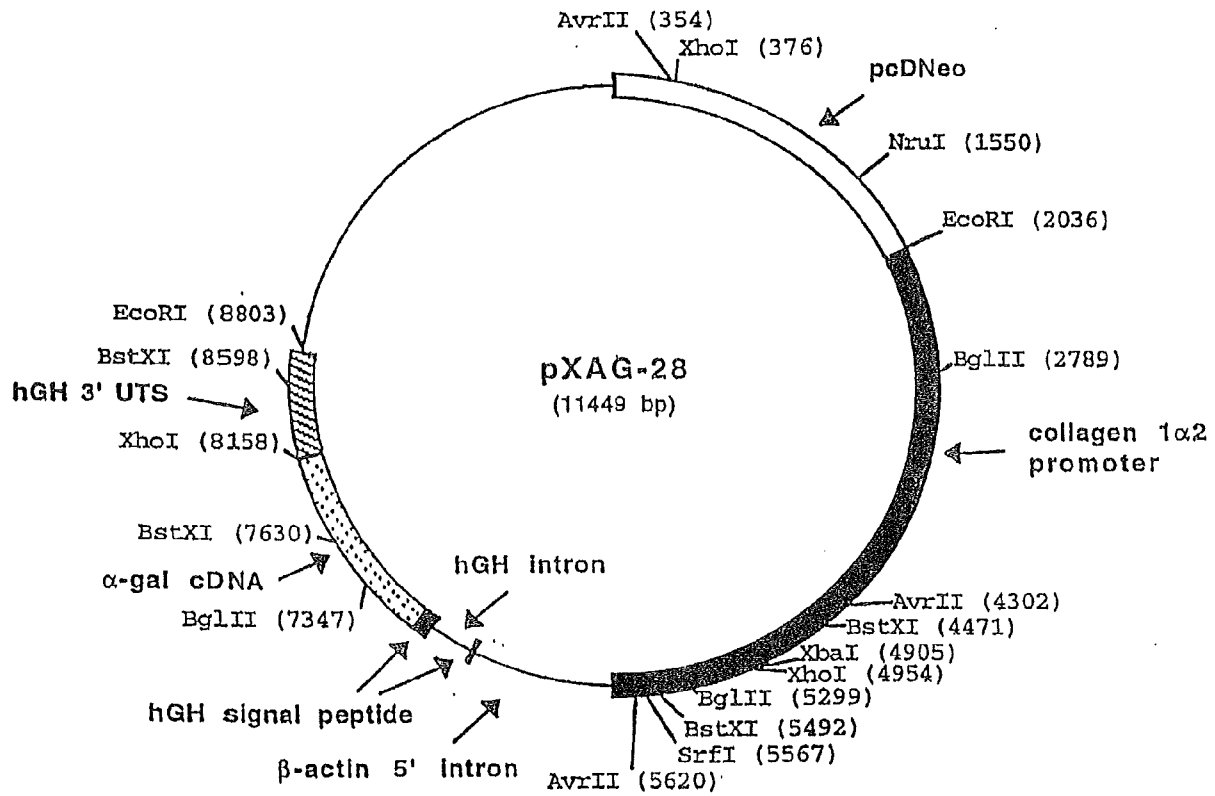 AvrII (354)
XhoI (376)
pcDNeo
NruI (1550)
EcoRI (2036)
BglII (2789)
collagen 1α2
promoter
AvrII (4302)
BstXI (4471)
XbaI (4905)
XhoI (4954)
BglII (5299)
BstXI (5492)
SrfI (5567)
AvrII (5620)
β-actin 5' intron
hGH signal peptide
hGH intron
BglII (7347)
α-gal cDNA
BstXI (7630)
XhoI (8158)
hGH 3' UTS
BstXI (8598)
EcoRI (8803)
pXAG-28
(11449 bp)